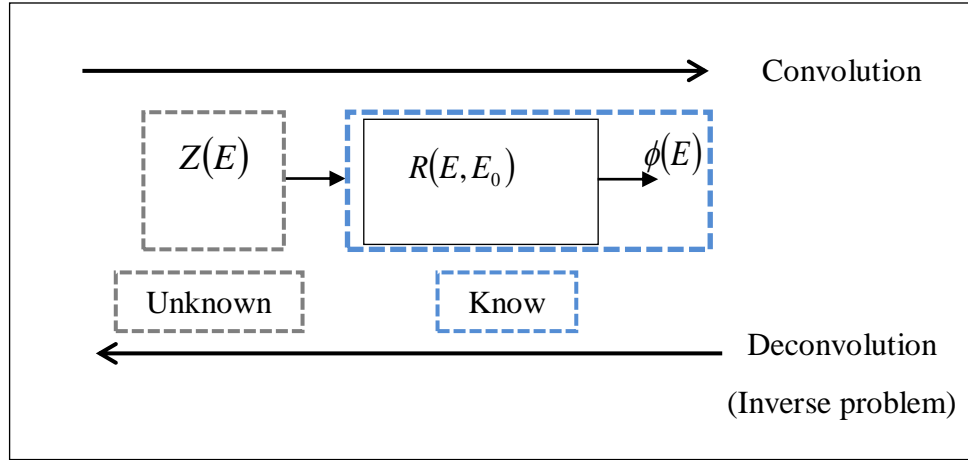 Convolution
Z(E)
R(E, E₀)
ϕ(E)
Unknown
Know
Deconvolution
(Inverse problem)